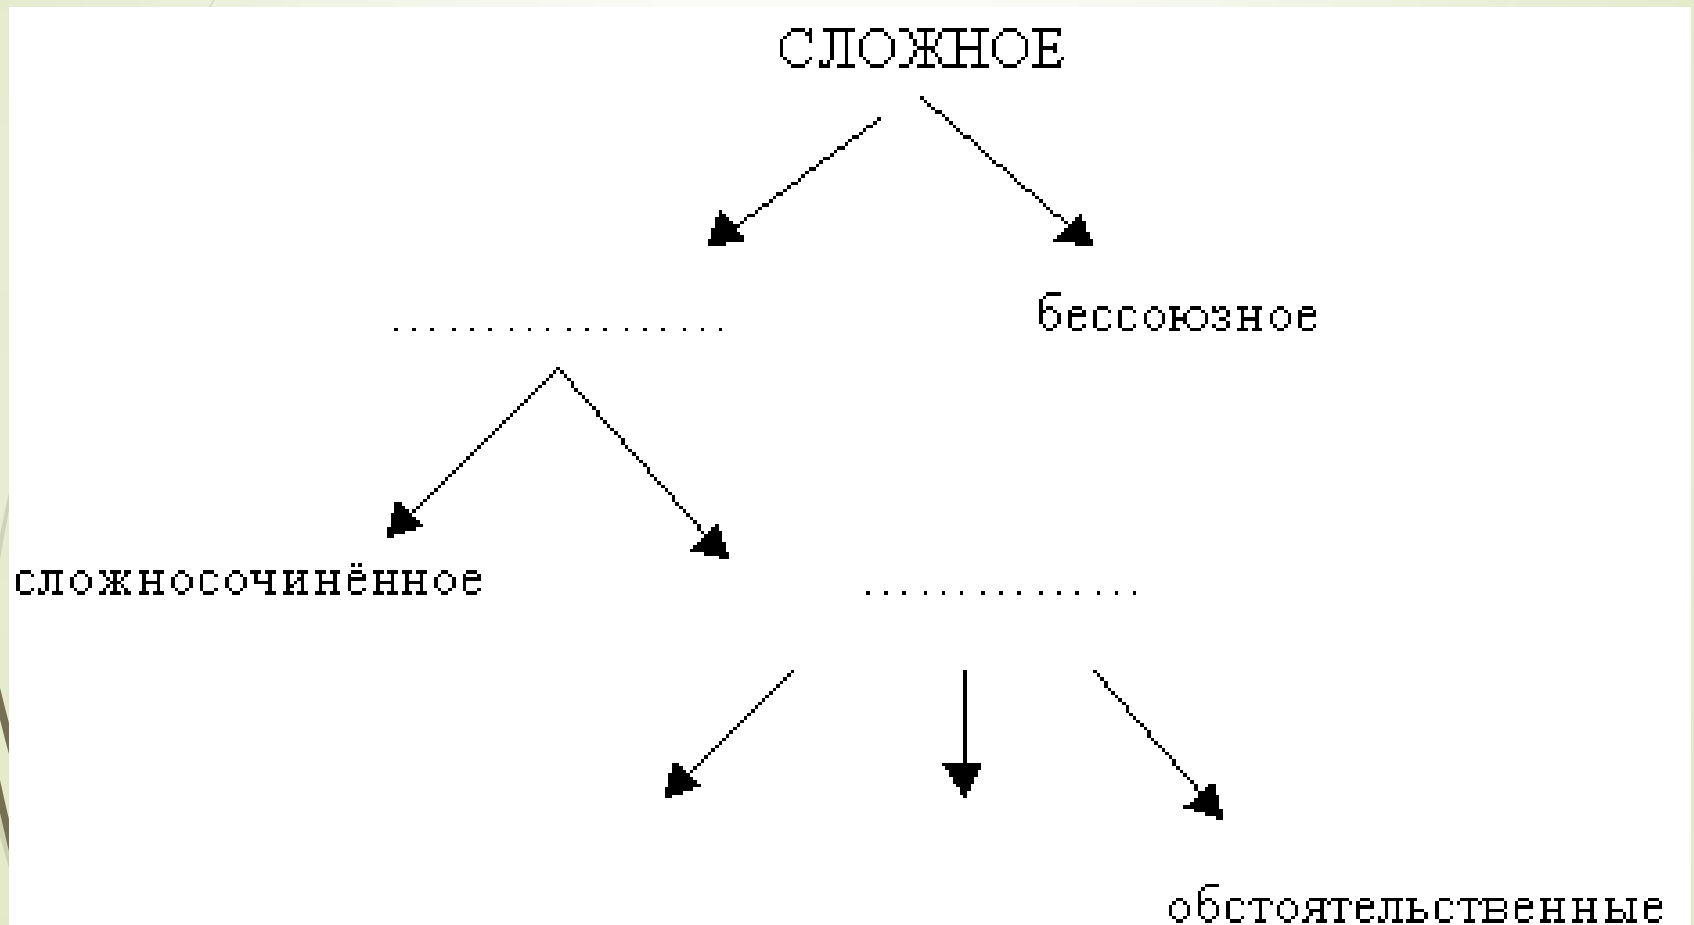 СЛОЖНОЕ
.................. бессоюзное
сложносочинённое ...............
обстоятельственные